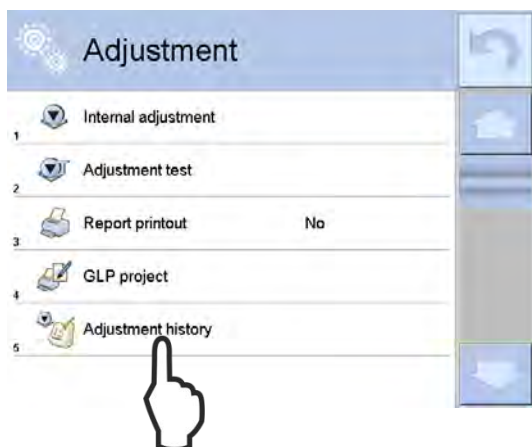 Adjustment
1 Internal adjustment
2 Adjustment test
3 Report printout No
4 GLP project
5 Adjustment history